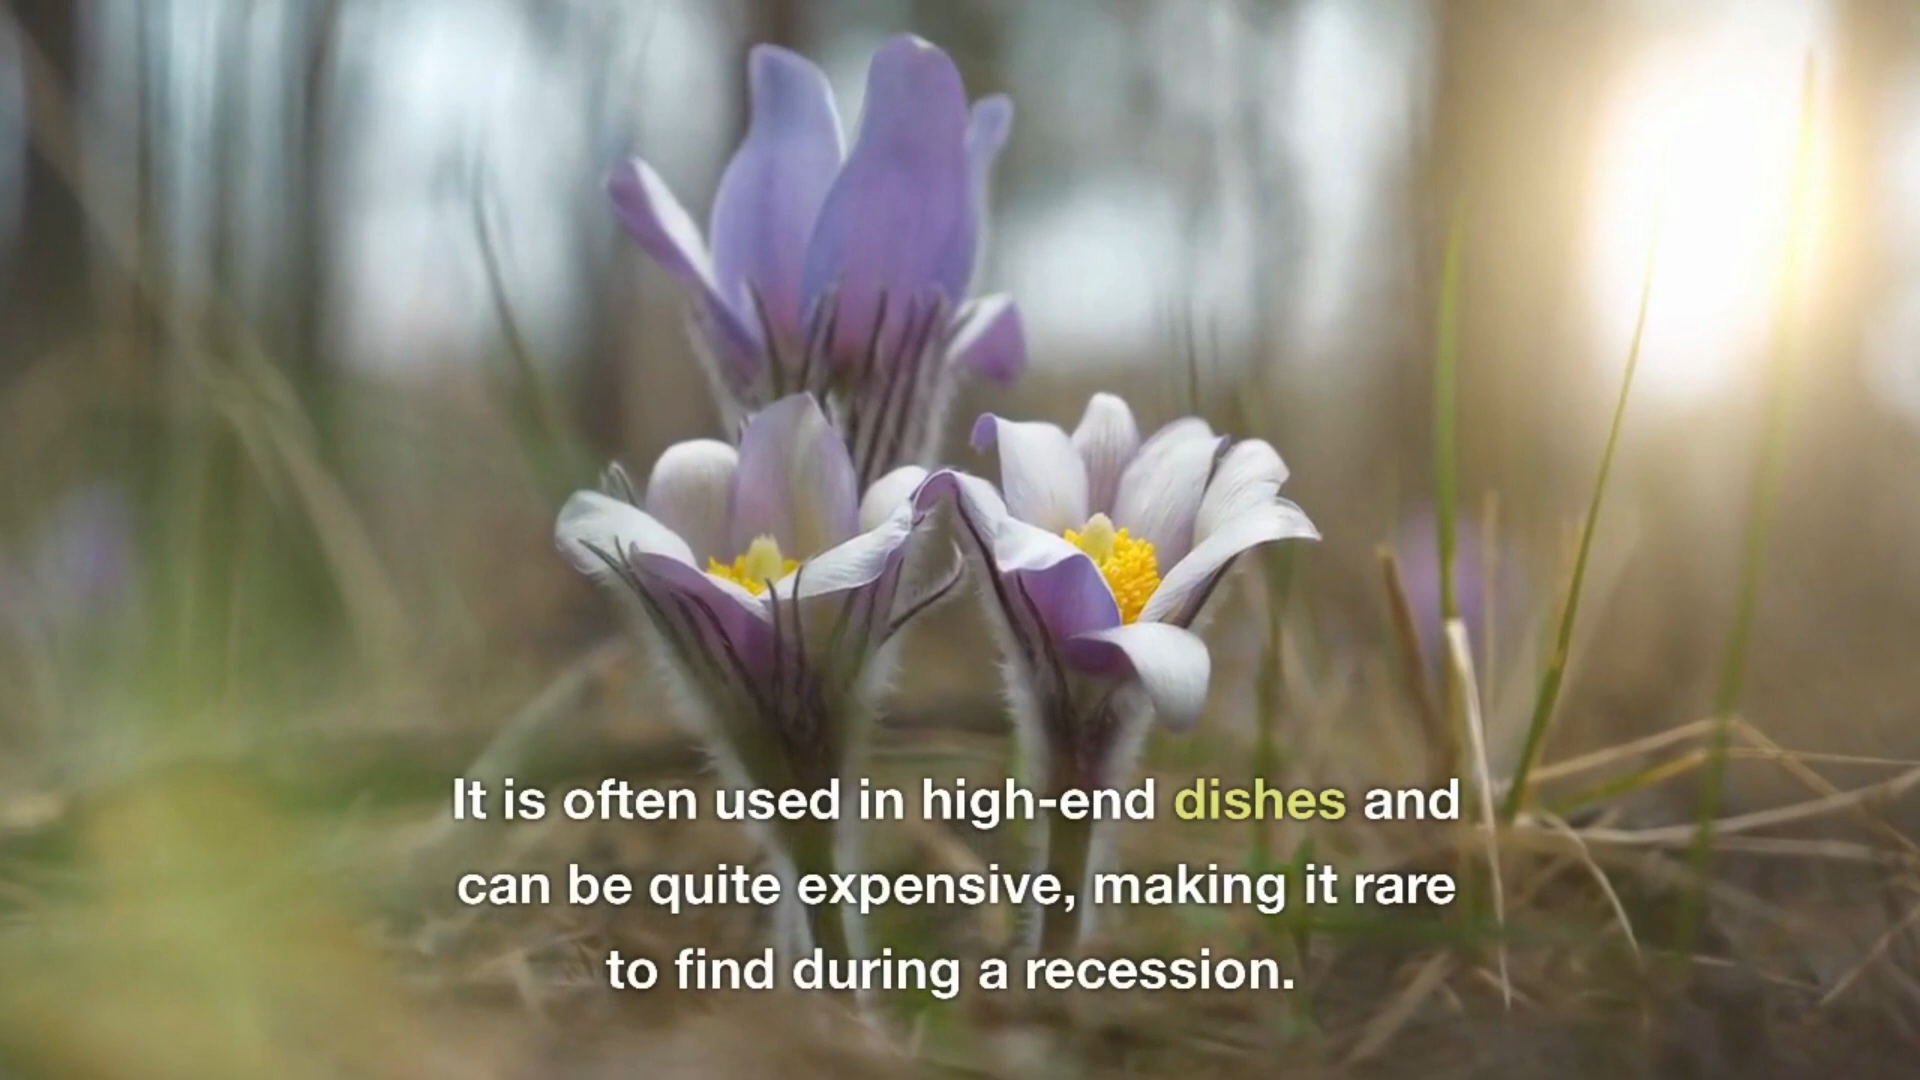 It is often used in high-end dishes and
can be quite expensive, making it rare
to find during a recession.